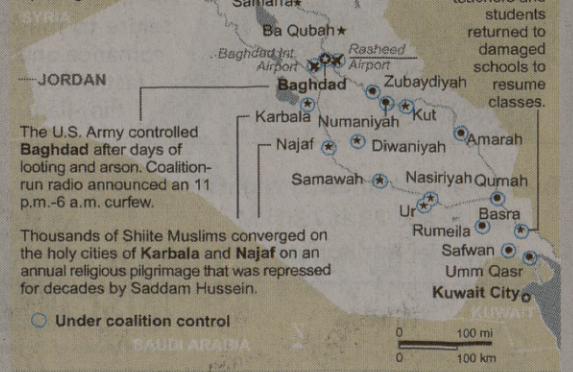 SYRIA
Samarra
Ba Qubah
teachers and
students
returned to
damaged
schools to
resume
classes.
Baghdad Int.
Airport
Rasheed
Airport
JORDAN
Baghdad
Zubaydiyah
Karbala
Numaniyah
Kut
The U.S. Army controlled
Baghdad after days of
looting and arson. Coalition-
run radio announced an 11
p.m.-6 a.m. curfew.
Najaf
Diwaniyah
Amarah
Samawah
Nasiriyah
Qurnah
Ur
Basra
Rumeila
Thousands of Shiite Muslims converged on
the holy cities of Karbala and Najaf on an
annual religious pilgrimage that was repressed
for decades by Saddam Hussein.
Safwan
Umm Qasr
Kuwait City
KUWAIT
Under coalition control
SAUDI ARABIA
0 100 mi
0 100 km